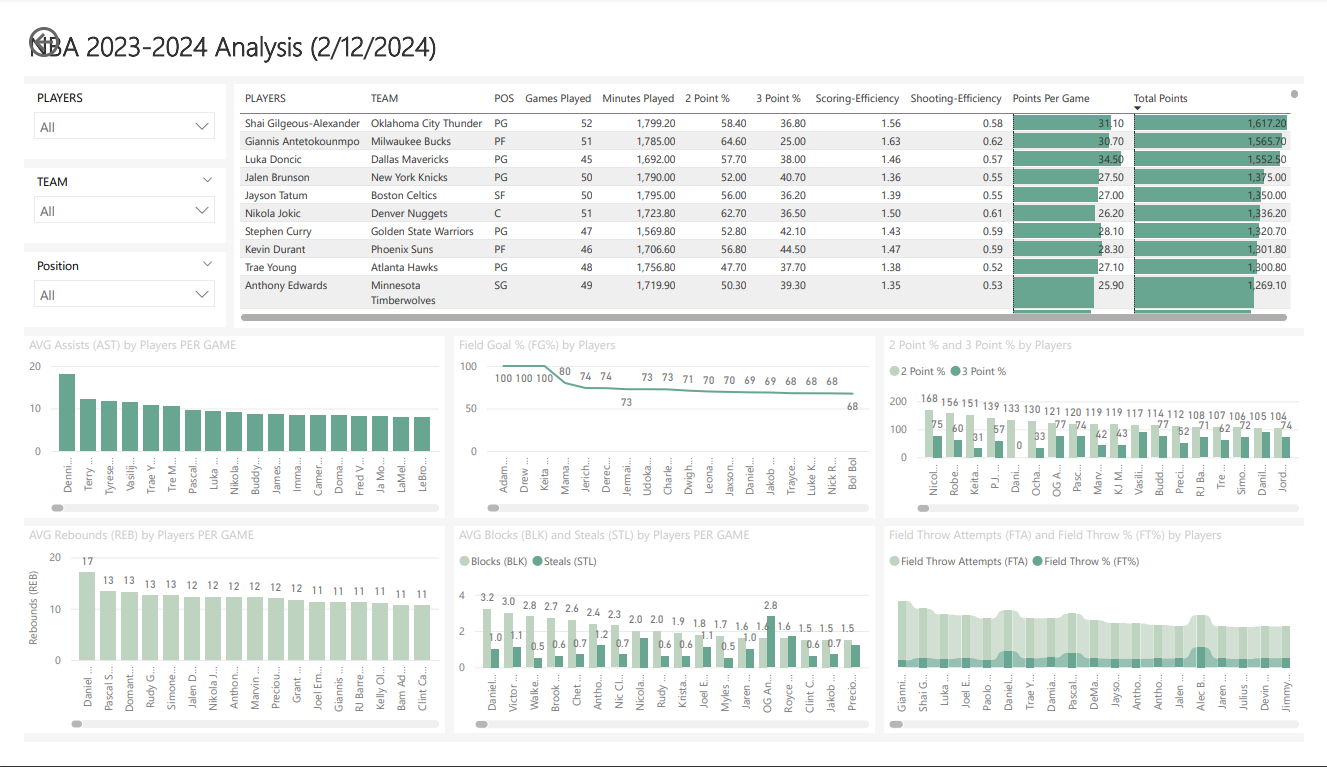 NBA 2023-2024 Analysis (2/12/2024)
PLAYERS
All
TEAM
All
Position
All
PLAYERS TEAM POS Games Played Minutes Played 2 Point % 3 Point % Scoring-Efficiency Shooting-Efficiency Points Per Game Total Points
Shai Gilgeous-Alexander Oklahoma City Thunder PG 52 1,799.20 58.40 36.80 1.56 0.58 31.10 1,617.20
Giannis Antetokounmpo Milwaukee Bucks PF 51 1,785.00 64.60 25.00 1.63 0.62 30.70 1,565.70
Luka Doncic Dallas Mavericks PG 45 1,692.00 57.70 38.00 1.46 0.57 34.50 1,552.50
Jalen Brunson New York Knicks PG 50 1,790.00 52.00 40.70 1.36 0.55 27.50 1,375.00
Jayson Tatum Boston Celtics SF 50 1,795.00 56.00 36.20 1.39 0.55 27.00 1,350.00
Nikola Jokic Denver Nuggets C 51 1,723.80 62.70 36.50 1.50 0.61 26.20 1,336.20
Stephen Curry Golden State Warriors PG 47 1,569.80 52.80 42.10 1.43 0.59 28.10 1,320.70
Kevin Durant Phoenix Suns PF 46 1,706.60 56.80 44.50 1.47 0.59 28.30 1,301.80
Trae Young Atlanta Hawks PG 48 1,756.80 47.70 37.70 1.38 0.52 27.10 1,300.80
Anthony Edwards Minnesota Timberwolves SG 49 1,719.90 50.30 39.30 1.35 0.53 25.90 1,269.10
AVG Assists (AST) by Players PER GAME
20
10
0
Denni... Terry ... Tyrese... Vasilij... Trae Y... Tre M... Pascal... Luka ... Nikola... Buddy... James... Imma... Camer... Doma... Fred V... Ja Mo... LaMel... LeBro...
Field Goal % (FG%) by Players
100
50
0
100 100 100 80 74 74 73 73 73 71 70 70 69 69 68 68 68 68
Adam... Drew ... Keita ... Mama... Jerich... Derec... Jermai... Udoka... Charle... Dwigh... Leona... Jaxson... Daniel... Jakob ... Trayce... Luke K... Nick R... Bol Bol
2 Point % and 3 Point % by Players
2 Point % 3 Point %
200
100
0
168 156 151 139 133 130 121 120 119 119 117 114 112 108 107 106 105 104
75 60 31 57 0 33 77 74 42 43 77 52 71 62 72 74
Nicol... Robe... Keita... P.J. ... Dani... Ocha... OG A... Pasc... Marv... KJ M... Vasili... Budd... Preci... RJ Ba... Tre ... Simo... Danil... Jord...
AVG Rebounds (REB) by Players PER GAME
Rebounds (REB)
20
10
0
17 13 13 13 13 12 12 12 12 12 12 11 11 11 11 11 11
Daniel ... Pascal S... Domant... Rudy G... Simone... Jalen D... Nikola J... Anthon... Marvin ... Preciou... Grant ... Joel Em... Giannis ... RJ Barre... Kelly Ol... Bam Ad... Clint Ca...
AVG Blocks (BLK) and Steals (STL) by Players PER GAME
Blocks (BLK) Steals (STL)
4
2
0
3.2 3.0 2.8 2.7 2.6 2.4 2.3 2.0 2.0 1.9 1.8 1.7 1.6 1.6 1.6 1.5 1.5 1.5
1.0 1.1 0.5 0.6 0.7 1.2 0.7 0.6 0.6 1.1 0.5 1.0 2.8 0.6 0.7
Daniel... Victor ... Walke... Brook ... Chet ... Antho... Nic Cl... Nicola... Rudy ... Krista... Joel E... Myles ... Jaren ... OG An... Royce ... Clint C... Jakob ... Precio...
Field Throw Attempts (FTA) and Field Throw % (FT%) by Players
Field Throw Attempts (FTA) Field Throw % (FT%)
Gianni... Shai G... Luka ... Joel E... Paolo ... Daniel... Trae Y... Damia... Pascal... DeMa... Jayso... Antho... Antho... Jalen ... Alec B... Jaren ... Julius ... Devin ... Jimmy...